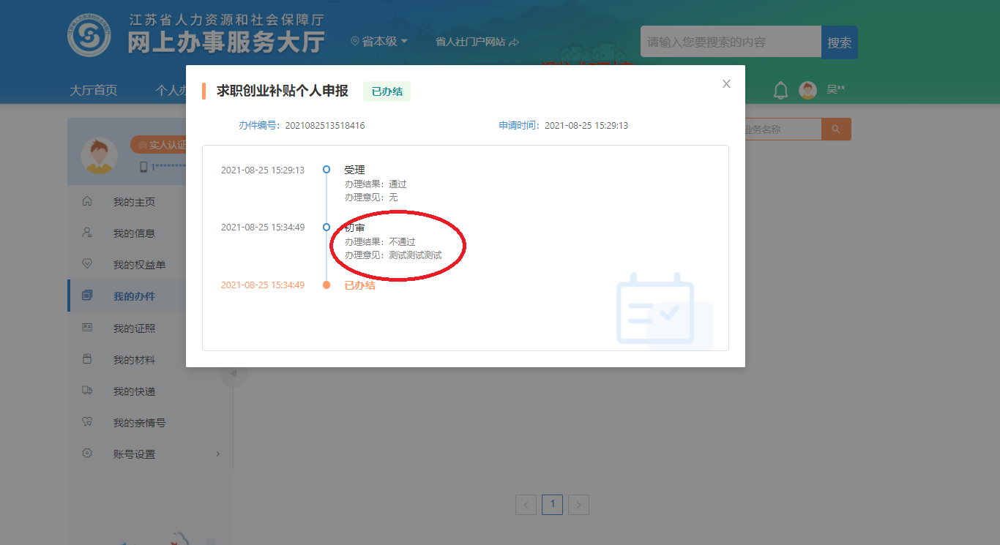 江苏省人力资源和社会保障厅
网上办事服务大厅
省本级
省人社门户网站
请输入您要搜索的内容
搜索
大厅首页
个人办
昊**
求职创业补贴个人申报
已办结
办件编号：2021082513518416
申请时间：2021-08-25 15:29:13
业务名称
实人认证
1********
2021-08-25 15:29:13
受理
办理结果：通过
办理意见：无
2021-08-25 15:34:49
初审
办理结果：不通过
办理意见：测试测试测试
2021-08-25 15:34:49
已办结
我的主页
我的信息
我的权益单
我的办件
我的证照
我的材料
我的快递
我的亲情号
账号设置
1